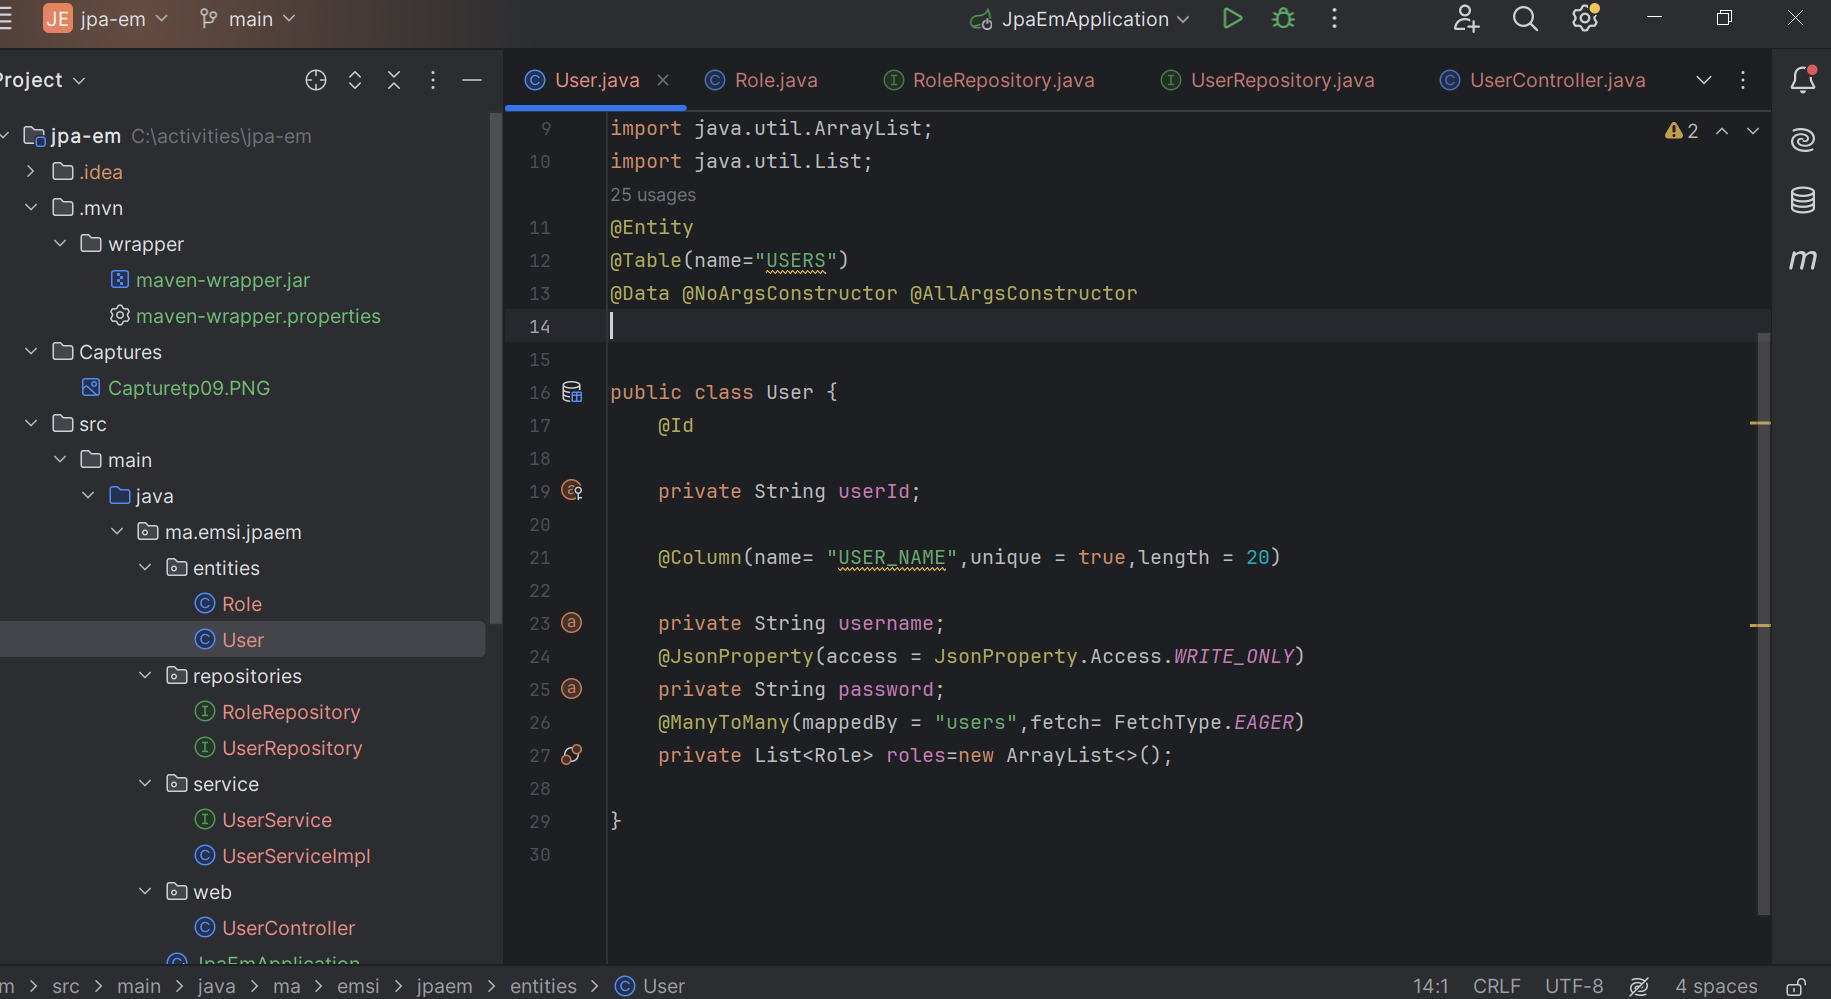 JE jpa-em main JpaEmApplication
Project
User.java Role.java RoleRepository.java UserRepository.java UserController.java
jpa-em C:\activities\jpa-em
.idea
.mvn
wrapper
maven-wrapper.jar
maven-wrapper.properties
Captures
Capturetp09.PNG
src
main
java
ma.emsi.jpaem
entities
Role
User
repositories
RoleRepository
UserRepository
service
UserService
UserServiceImpl
web
UserController
JpaEmApplication
2
9 import java.util.ArrayList;
10 import java.util.List;
25 usages
11 @Entity
12 @Table(name="USERS")
13 @Data @NoArgsConstructor @AllArgsConstructor
14
15
16 public class User {
17 @Id
18
19 private String userId;
20
21 @Column(name= "USER_NAME",unique = true,length = 20)
22
23 private String username;
24 @JsonProperty(access = JsonProperty.Access.WRITE_ONLY)
25 private String password;
26 @ManyToMany(mappedBy = "users",fetch= FetchType.EAGER)
27 private List<Role> roles=new ArrayList<>();
28
29 }
30
m
m > src > main > java > ma > emsi > jpaem > entities > User 14:1 CRLF UTF-8 4 spaces